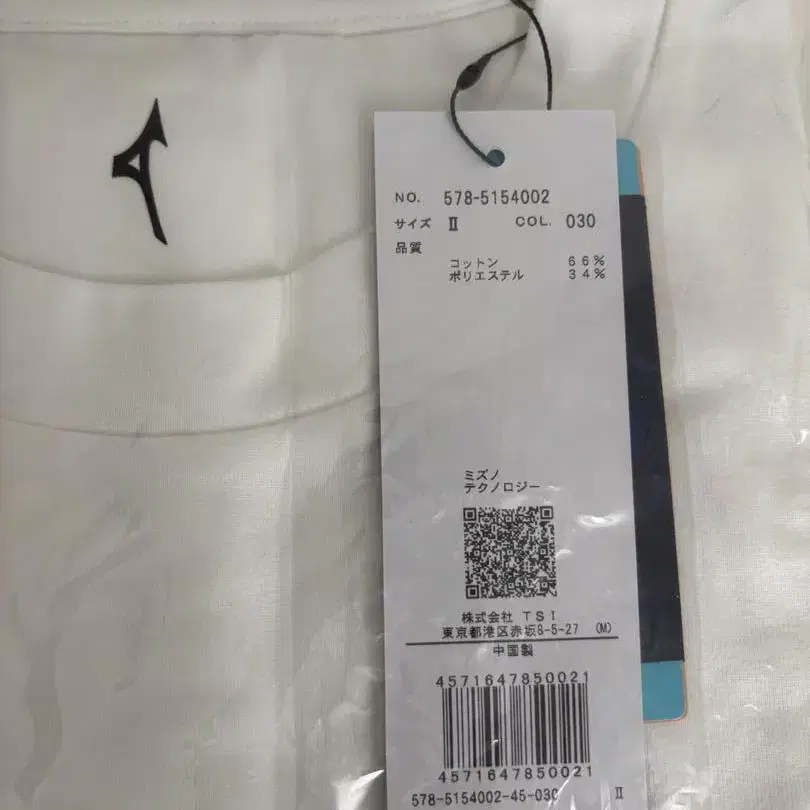 NO. 578-5154002
サイズ Ⅱ COL. 030
品質
コットン 66%
ポリエステル 34%
ミズノ
テクノロジー
株式会社 TSI
東京都港区赤坂8-5-27 (M)
中国製
4571647850021
4571647850021
578-5154002-45-030 Ⅱ